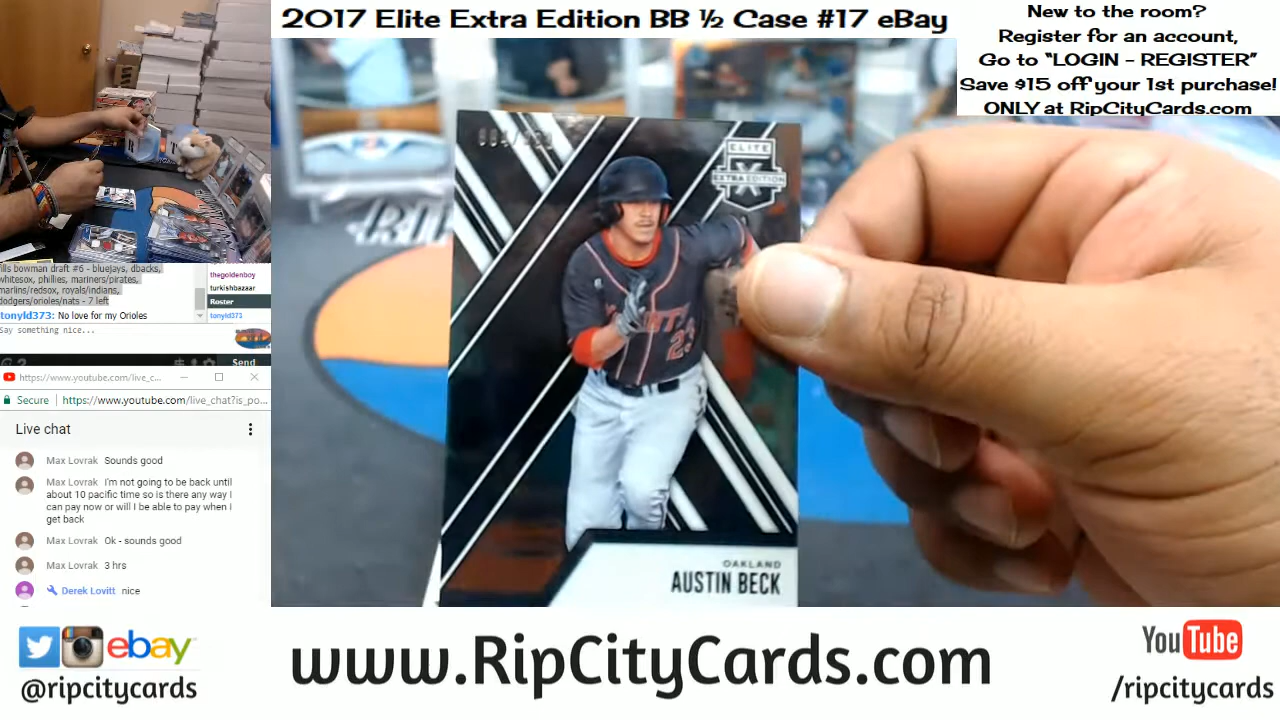 2017 Elite Extra Edition BB ½ Case #17 eBay
New to the room?
Register for an account,
Go to “LOGIN - REGISTER”
Save $15 off your 1st purchase!
ONLY at RipCityCards.com
ELITE
EXTRA EDITION
OAKLAND
AUSTIN BECK
fills bowman draft #6 - bluejays, dbacks,
whitesox, phillies, mariners/pirates,
marlins/redsox, royals/indians,
dodgers/orioles/nats - 7 left
tonyld373: No love for my Orioles
Say something nice...
thegoldenboy
turkishbazaar
Roster
tonyld373
Send
https://www.youtube.com/live_c...
Secure https://www.youtube.com/live_chat?is_po...
Live chat
Max Lovrak Sounds good
Max Lovrak I'm not going to be back until
about 10 pacific time so is there any way I
can pay now or will I be able to pay when I
get back
Max Lovrak Ok - sounds good
Max Lovrak 3 hrs
Derek Lovitt nice
ebay
@ripcitycards
www.RipCityCards.com
YouTube
/ripcitycards